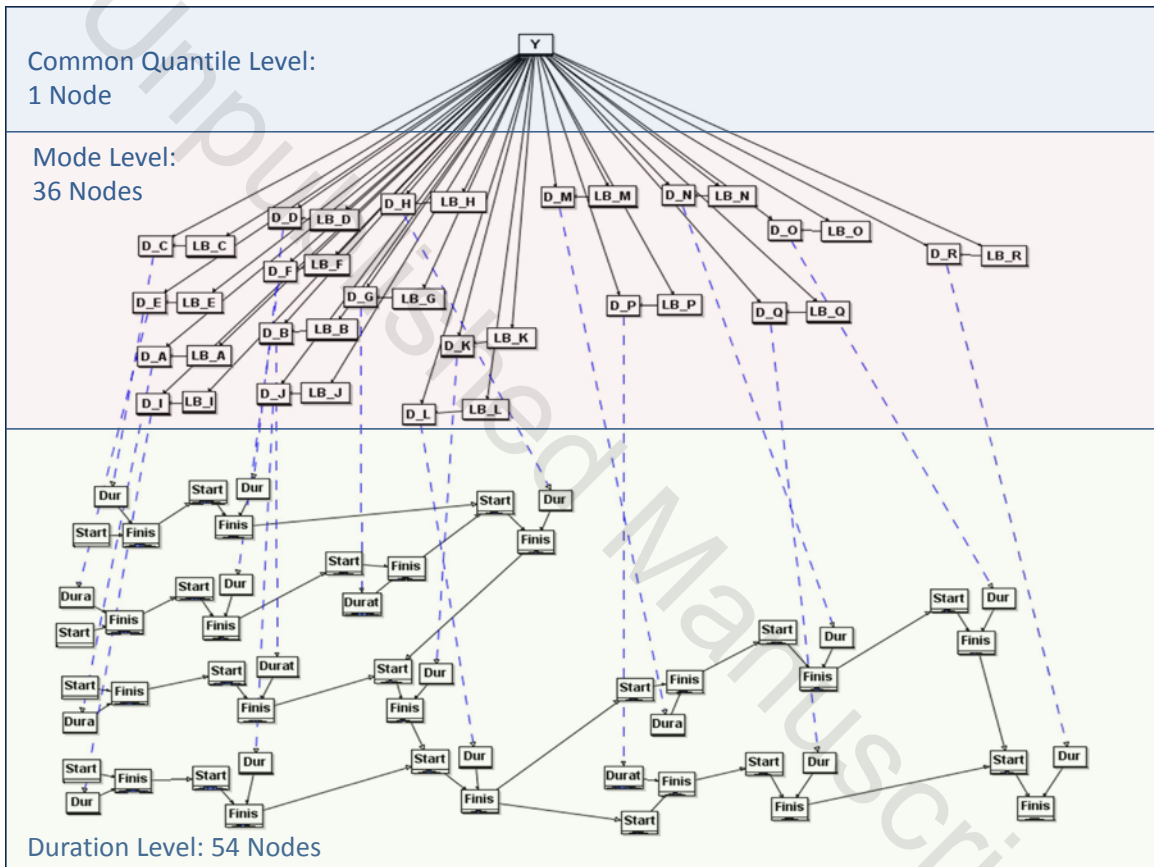 Y
Common Quantile Level:
1 Node
Mode Level:
36 Nodes
D_H LB_H
D_M LB_M
D_N LB_N
D_D LB_D
D_O LB_O
D_C LB_C
D_R LB_R
D_F LB_F
D_E LB_E
D_G LB_G
D_P LB_P
D_Q LB_Q
D_B LB_B
D_K LB_K
D_A LB_A
D_I LB_I
D_J LB_J
D_L LB_L
Dur Start Dur Start Dur
Start Finis Finis Finis
Start Finis
Dura Start Dur Durat Start Dur
Start Finis Finis Start Dur Finis
Start Finis Start Durat Start Dur Start Finis Finis
Dura Finis Finis Dura
Start Finis Start Dur Start Dur Durat Finis Start Dur Start Dur
Dur Finis Finis Start Finis Finis
Duration Level: 54 Nodes
Unpublished Manuscri